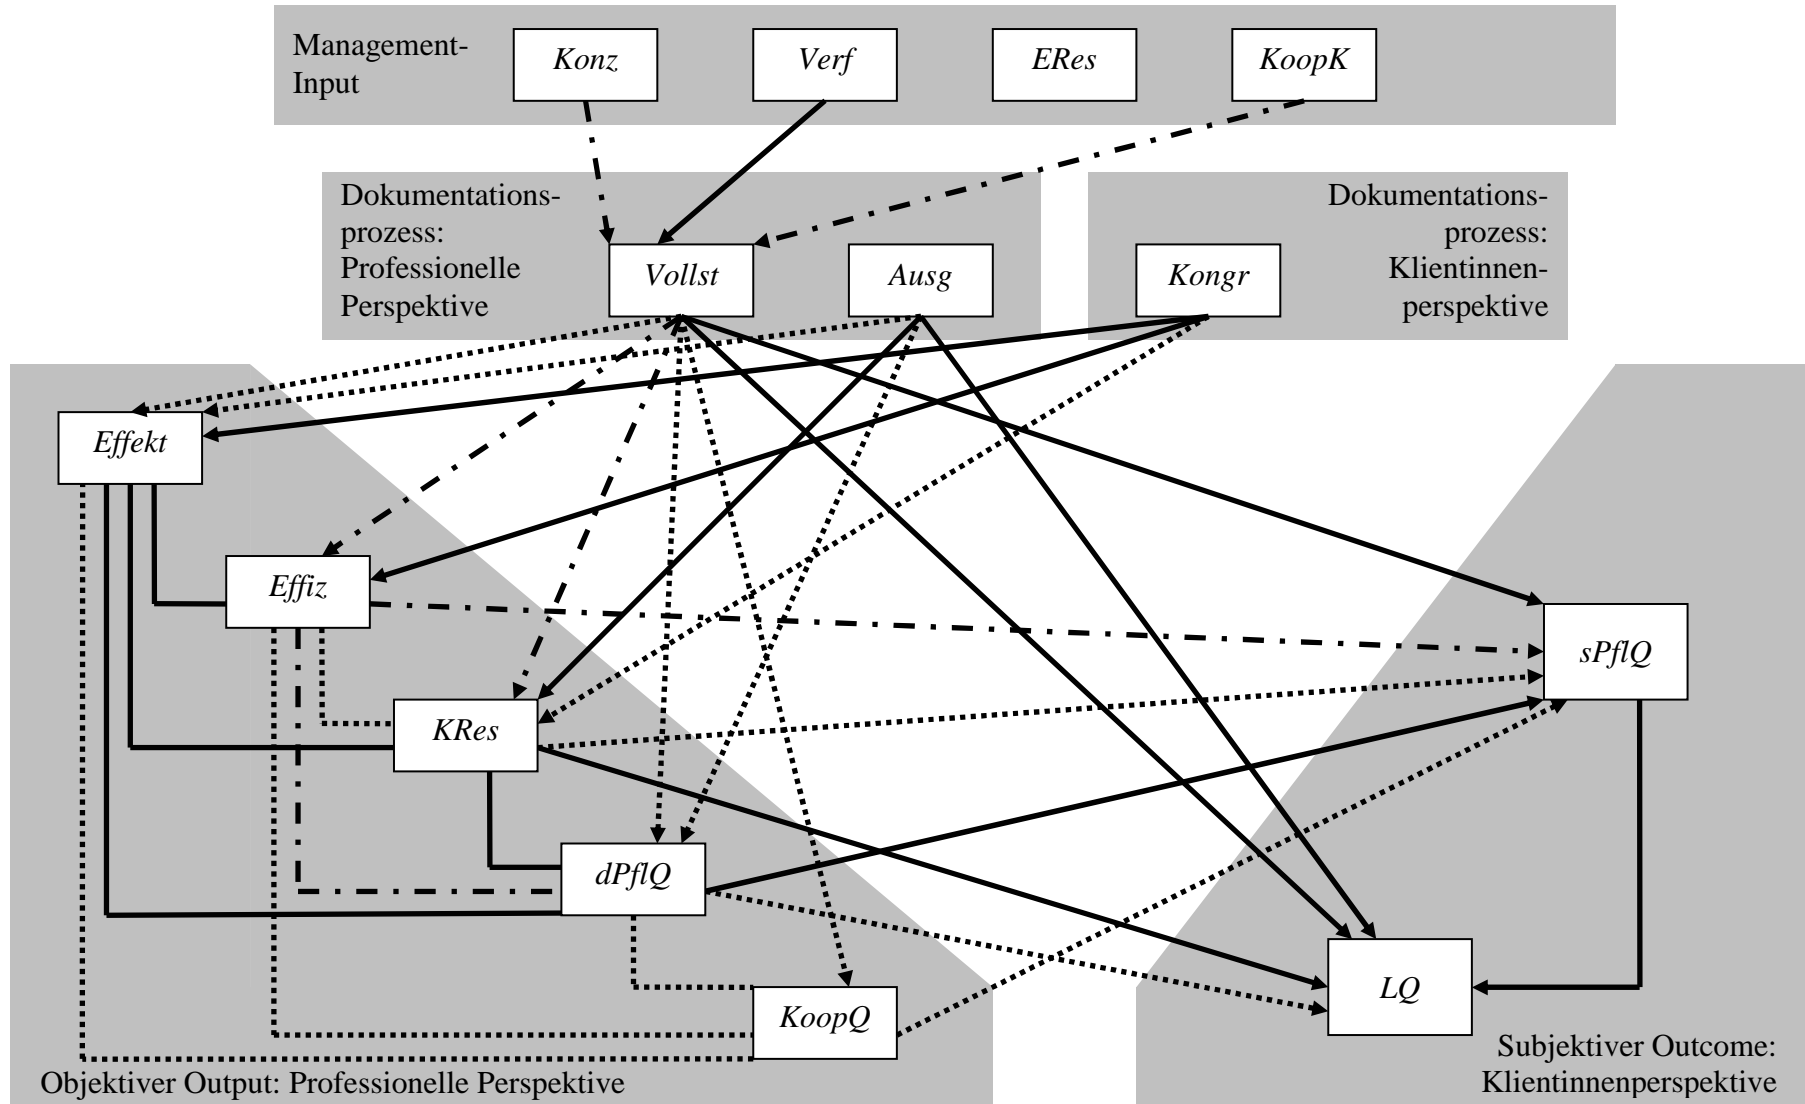 Management-
Input
Konz
Verf
ERes
KoopK
Dokumentations-
prozess:
Professionelle
Perspektive
Vollst
Ausg
Kongr
Dokumentations-
prozess:
Klientinnen-
perspektive
Effekt
Effiz
KRes
dPflQ
KoopQ
sPflQ
LQ
Objektiver Output: Professionelle Perspektive
Subjektiver Outcome:
Klientinnenperspektive